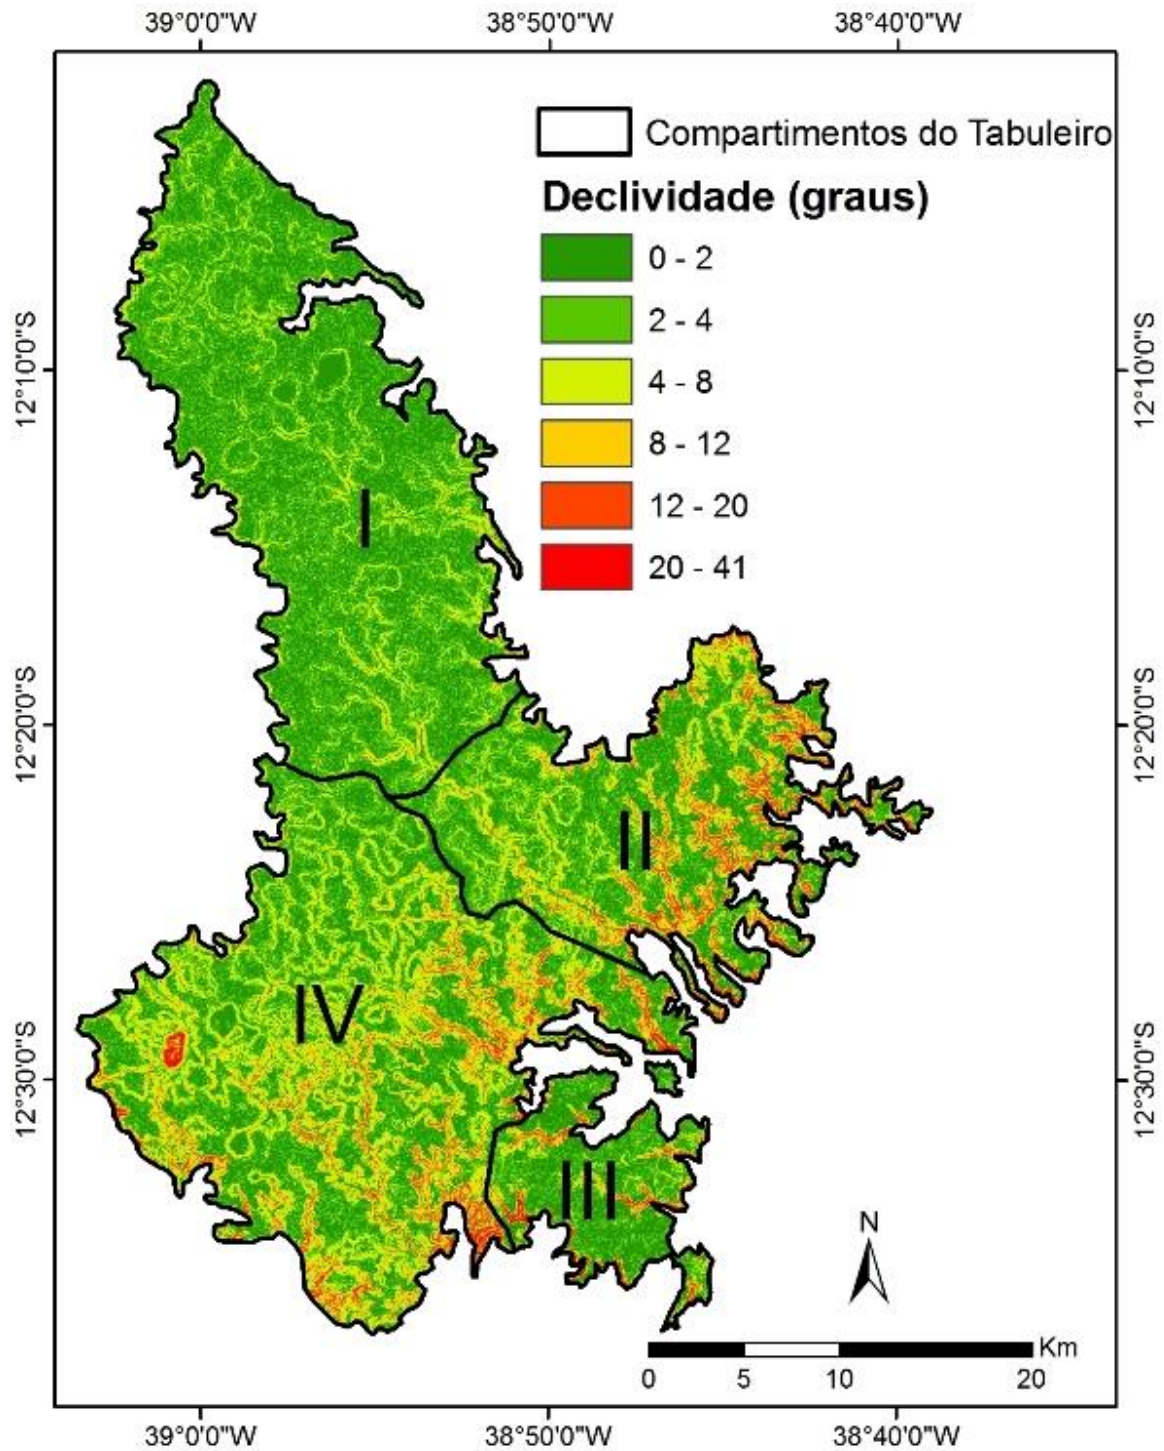 39°0'0"W 38°50'0"W 38°40'0"W
Compartimentos do Tabuleiro
Declividade (graus)
0 - 2
2 - 4
4 - 8
8 - 12
12 - 20
20 - 41
12°10'0"S 12°10'0"S
I
12°20'0"S 12°20'0"S
II
IV
12°30'0"S 12°30'0"S
III
N
Km
0 5 10 20
39°0'0"W 38°50'0"W 38°40'0"W